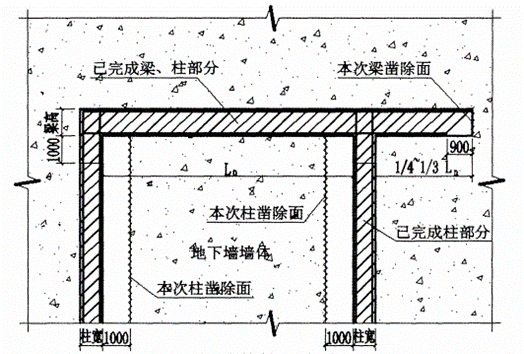 已完成梁、柱部分
本次梁凿除面
梁高
1000
900
L₀
1/4~1/3 L₀
本次柱凿除面
已完成柱部分
地下墙墙体
本次柱凿除面
柱宽 1000
1000 柱宽